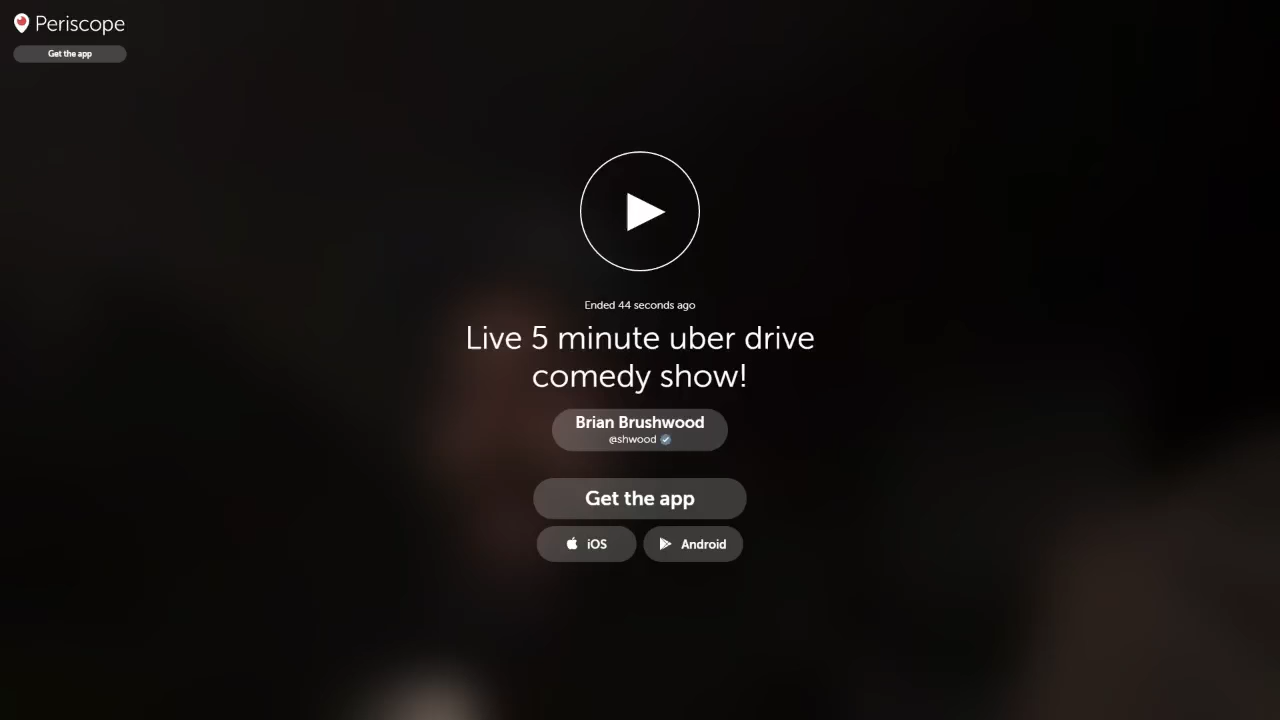 Periscope
Get the app
Ended 44 seconds ago
Live 5 minute uber drive
comedy show!
Brian Brushwood
@shwood
Get the app
iOS
Android